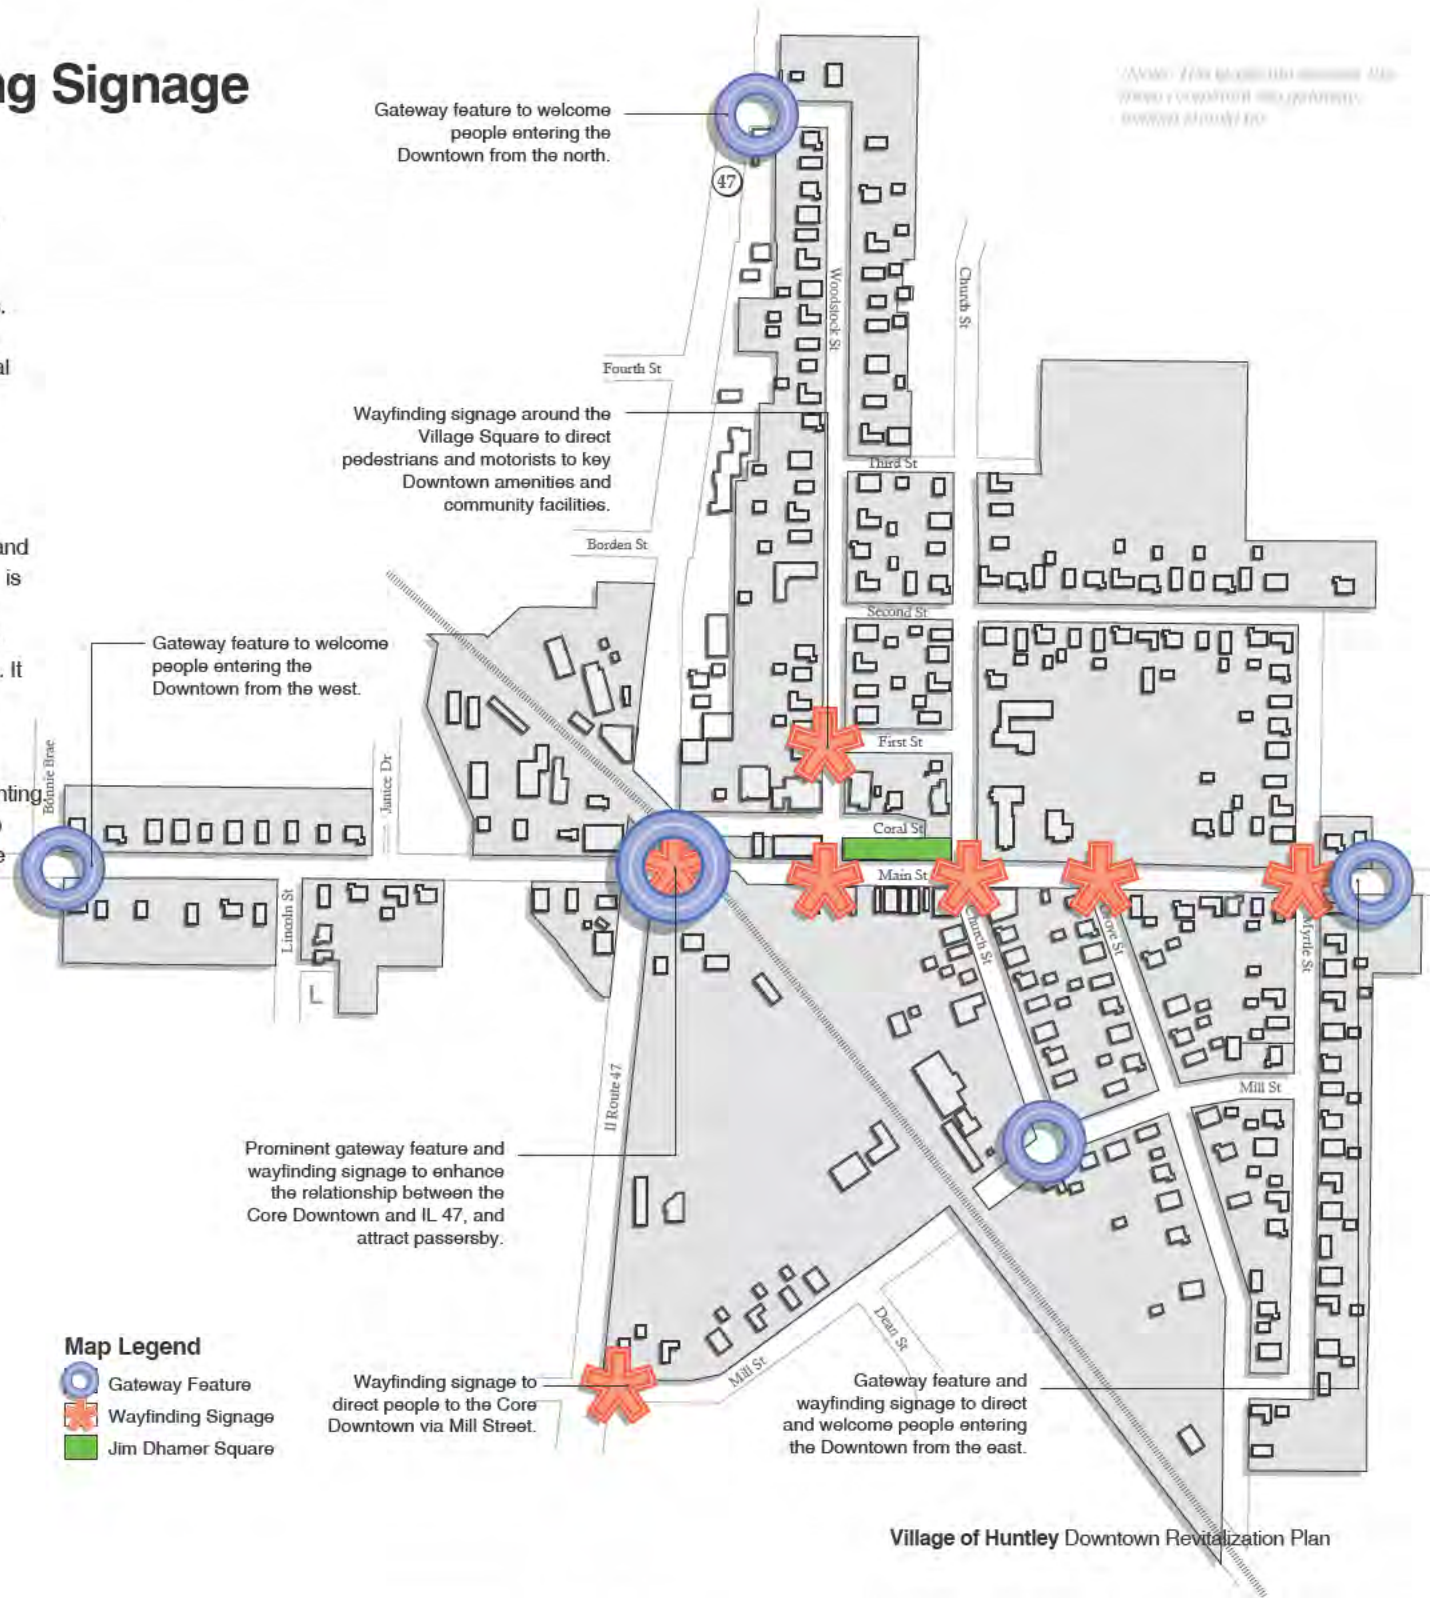 ng Signage
al
and
is
. It
nting
Gateway feature to welcome
people entering the
Downtown from the north.
47
Woodstock St
Church St
Fourth St
Wayfinding signage around the
Village Square to direct
pedestrians and motorists to key
Downtown amenities and
community facilities.
Third St
Borden St
Second St
Gateway feature to welcome
people entering the
Downtown from the west.
First St
Bonnie Brae
Janice Dr
Coral St
Main St
Lincoln St
Church St
Myrtle St
Il Route 47
Mill St
Prominent gateway feature and
wayfinding signage to enhance
the relationship between the
Core Downtown and IL 47, and
attract passersby.
Dean St
Mill St
Map Legend
Gateway Feature
Wayfinding Signage
Jim Dhamer Square
Wayfinding signage to
direct people to the Core
Downtown via Mill Street.
Gateway feature and
wayfinding signage to direct
and welcome people entering
the Downtown from the east.
Village of Huntley Downtown Revitalization Plan